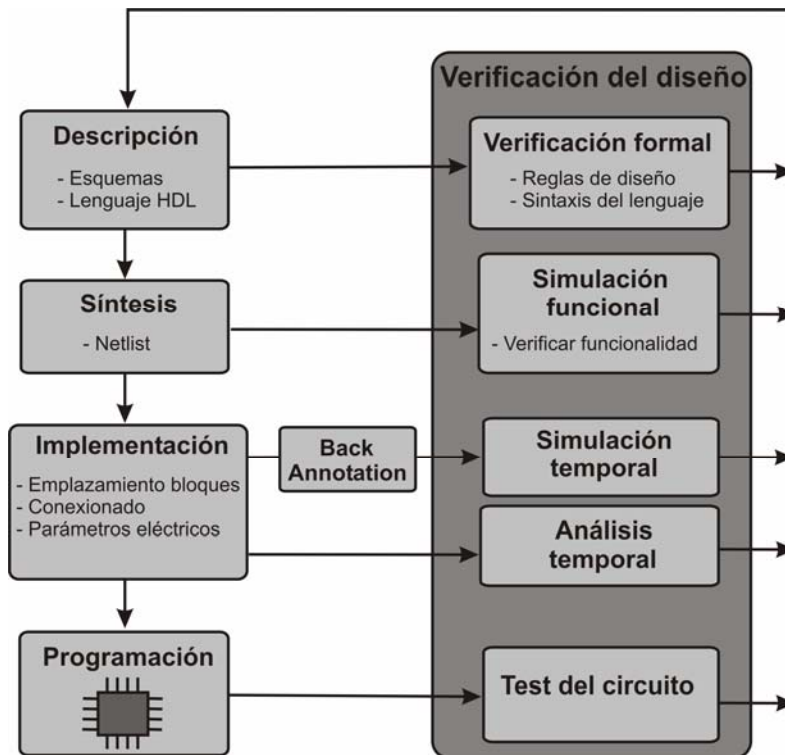 Verificación del diseño
Descripción
- Esquemas
- Lenguaje HDL
Verificación formal
- Reglas de diseño
- Sintaxis del lenguaje
Síntesis
- Netlist
Simulación
funcional
- Verificar funcionalidad
Implementación
- Emplazamiento bloques
- Conexionado
- Parámetros eléctricos
Back
Annotation
Simulación
temporal
Análisis
temporal
Programación
Test del circuito